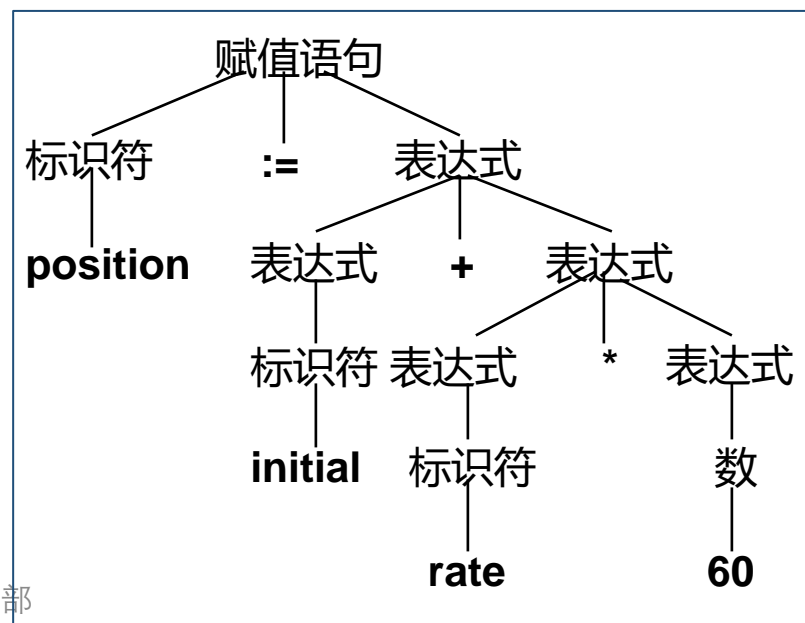 赋值语句
标识符 := 表达式
position 表达式 + 表达式
标识符 表达式 * 表达式
initial 标识符 数
rate 60
部